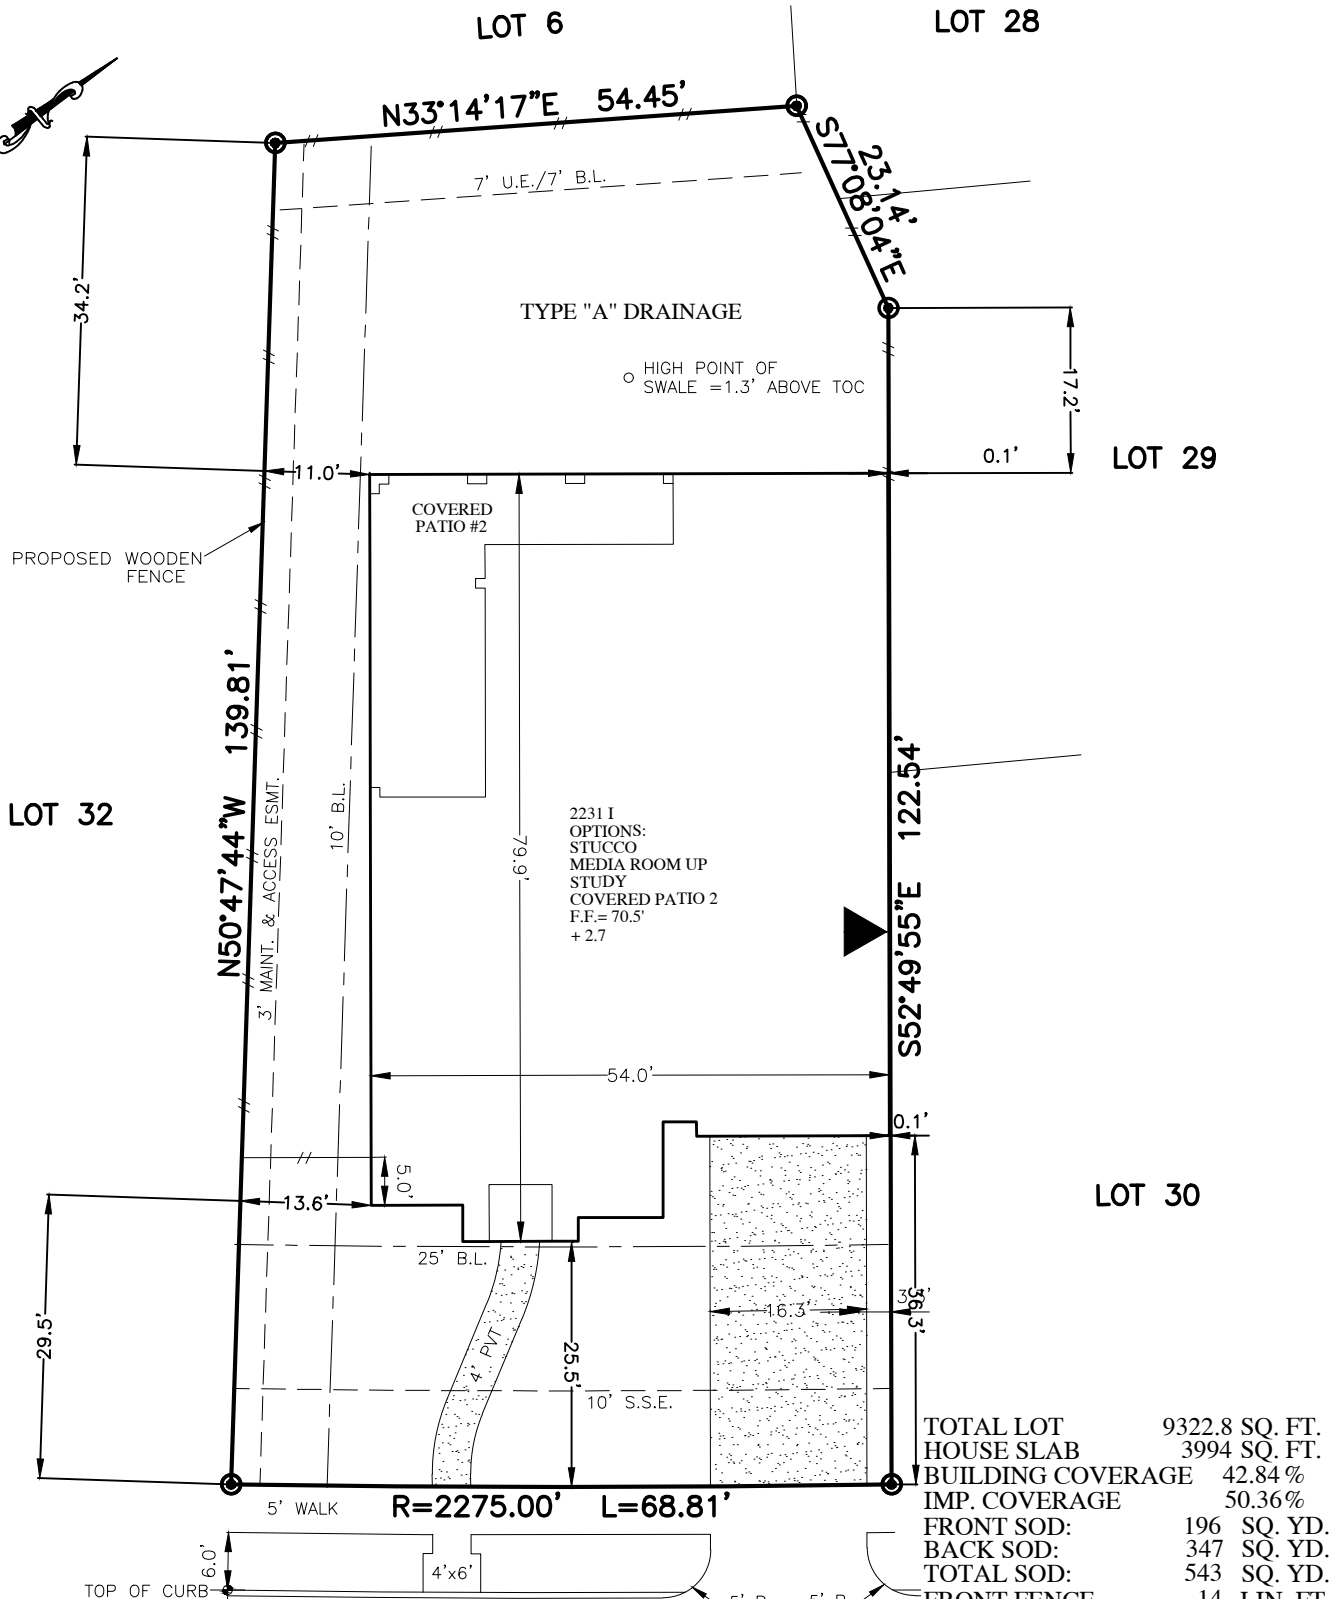 LOT 6
LOT 28
N33°14'17"E 54.45'
23.14'
S77°08'04"E
7' U.E./7' B.L.
34.2'
TYPE "A" DRAINAGE
HIGH POINT OF
SWALE =1.3' ABOVE TOC
17.2'
11.0'
0.1'
LOT 29
COVERED
PATIO #2
PROPOSED WOODEN
FENCE
N50°47'44"W 139.81'
3' MAINT. & ACCESS ESMT.
10' B.L.
79.9'
LOT 32
2231 I
OPTIONS:
STUCCO
MEDIA ROOM UP
STUDY
COVERED PATIO 2
F.F.= 70.5'
+ 2.7
S52°49'55"E 122.54'
54.0'
0.1'
5.0'
13.6'
LOT 30
25' B.L.
29.5'
4' PVT
25.5'
16.3'
36.3'
10' S.S.E.
5' WALK
R=2275.00' L=68.81'
6.0'
4'x6'
TOP OF CURB
TOTAL LOT 9322.8 SQ. FT.
HOUSE SLAB 3994 SQ. FT.
BUILDING COVERAGE 42.84 %
IMP. COVERAGE 50.36%
FRONT SOD: 196 SQ. YD.
BACK SOD: 347 SQ. YD.
TOTAL SOD: 543 SQ. YD.
FRONT FENCE 14 LIN. FT.